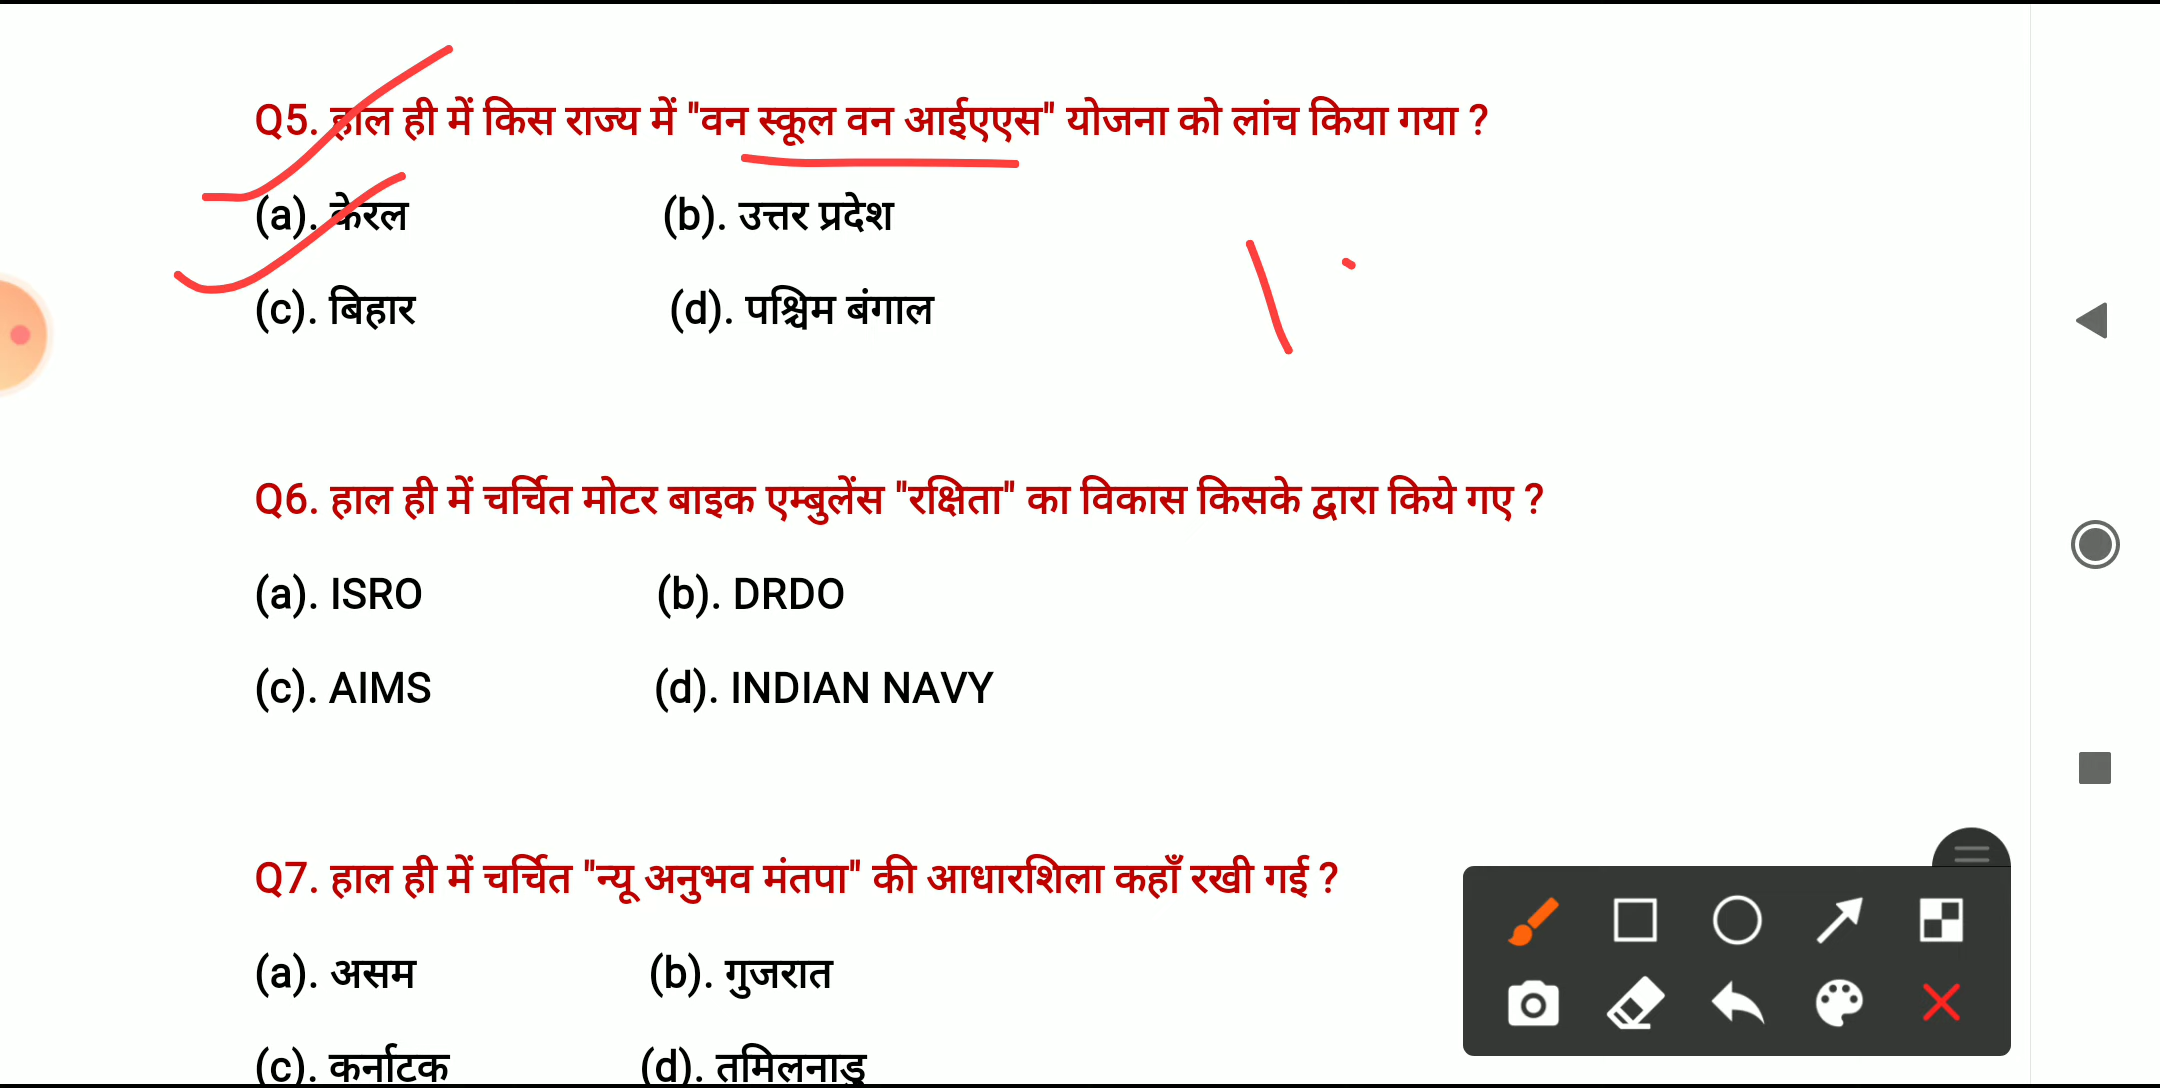 Q5. हाल ही में किस राज्य में "वन स्कूल वन आईएएस" योजना को लांच किया गया ?
(a). केरल (b). उत्तर प्रदेश
(c). बिहार (d). पश्चिम बंगाल
Q6. हाल ही में चर्चित मोटर बाइक एम्बुलेंस "रक्षिता" का विकास किसके द्वारा किये गए ?
(a). ISRO (b). DRDO
(c). AIMS (d). INDIAN NAVY
Q7. हाल ही में चर्चित "न्यू अनुभव मंतपा" की आधारशिला कहाँ रखी गई ?
(a). असम (b). गुजरात
(c). कर्नाटक (d). तमिलनाडु